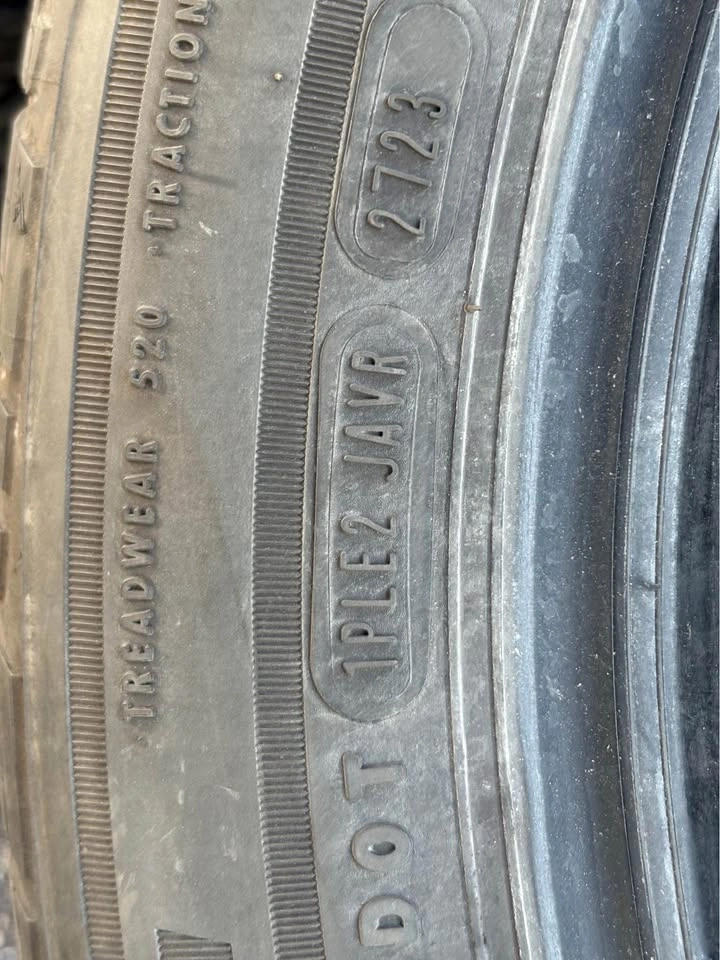 TREADWEAR 520 ·TRACTION
DOT 1PLE2 JAVR 2723